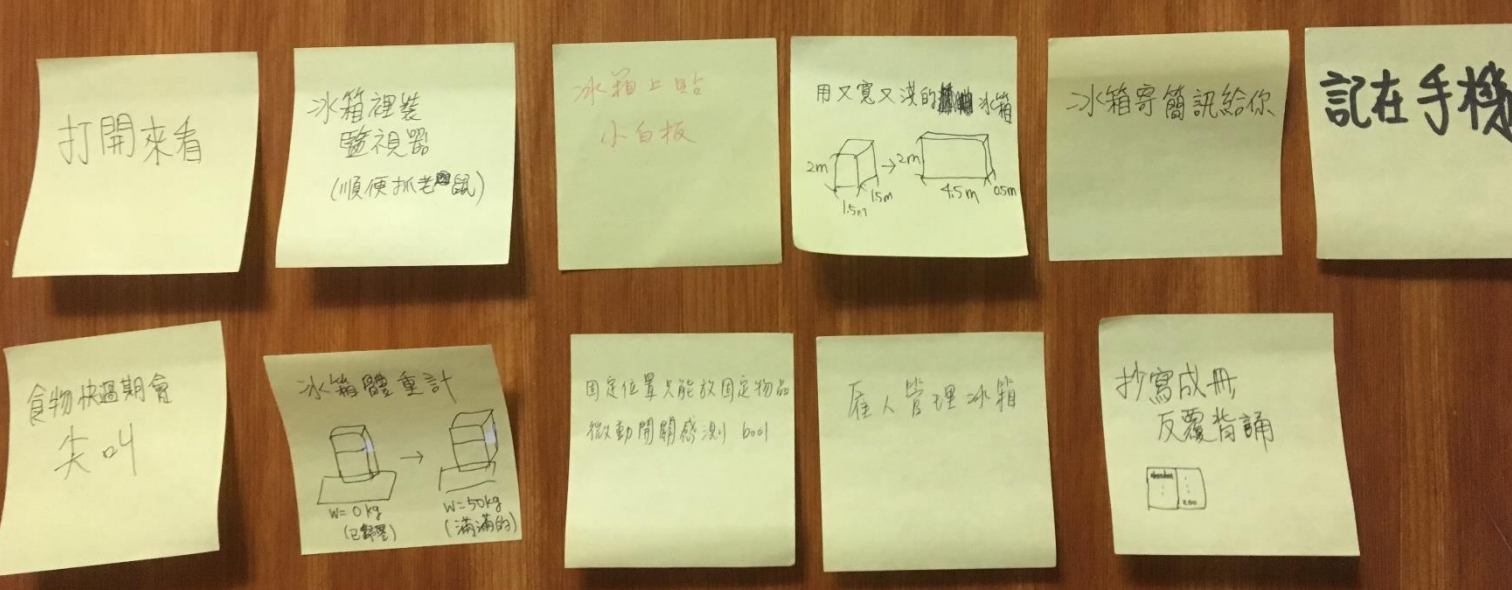 打開來看
冰箱裡裝
監視器
(順便抓老鼠)
冰箱上貼
小白板
用又寬又淺的冰箱
2m
1.5m
1.5m
2m
4.5m
0.5m
冰箱寄簡訊給你
記在手機
食物快過期會
尖叫
冰箱體重計
W=0kg
W=50kg
(滿滿的)
固定位置只能放固定物品
微動開關感測 bool
雇人管理冰箱
抄寫成冊
反覆背誦